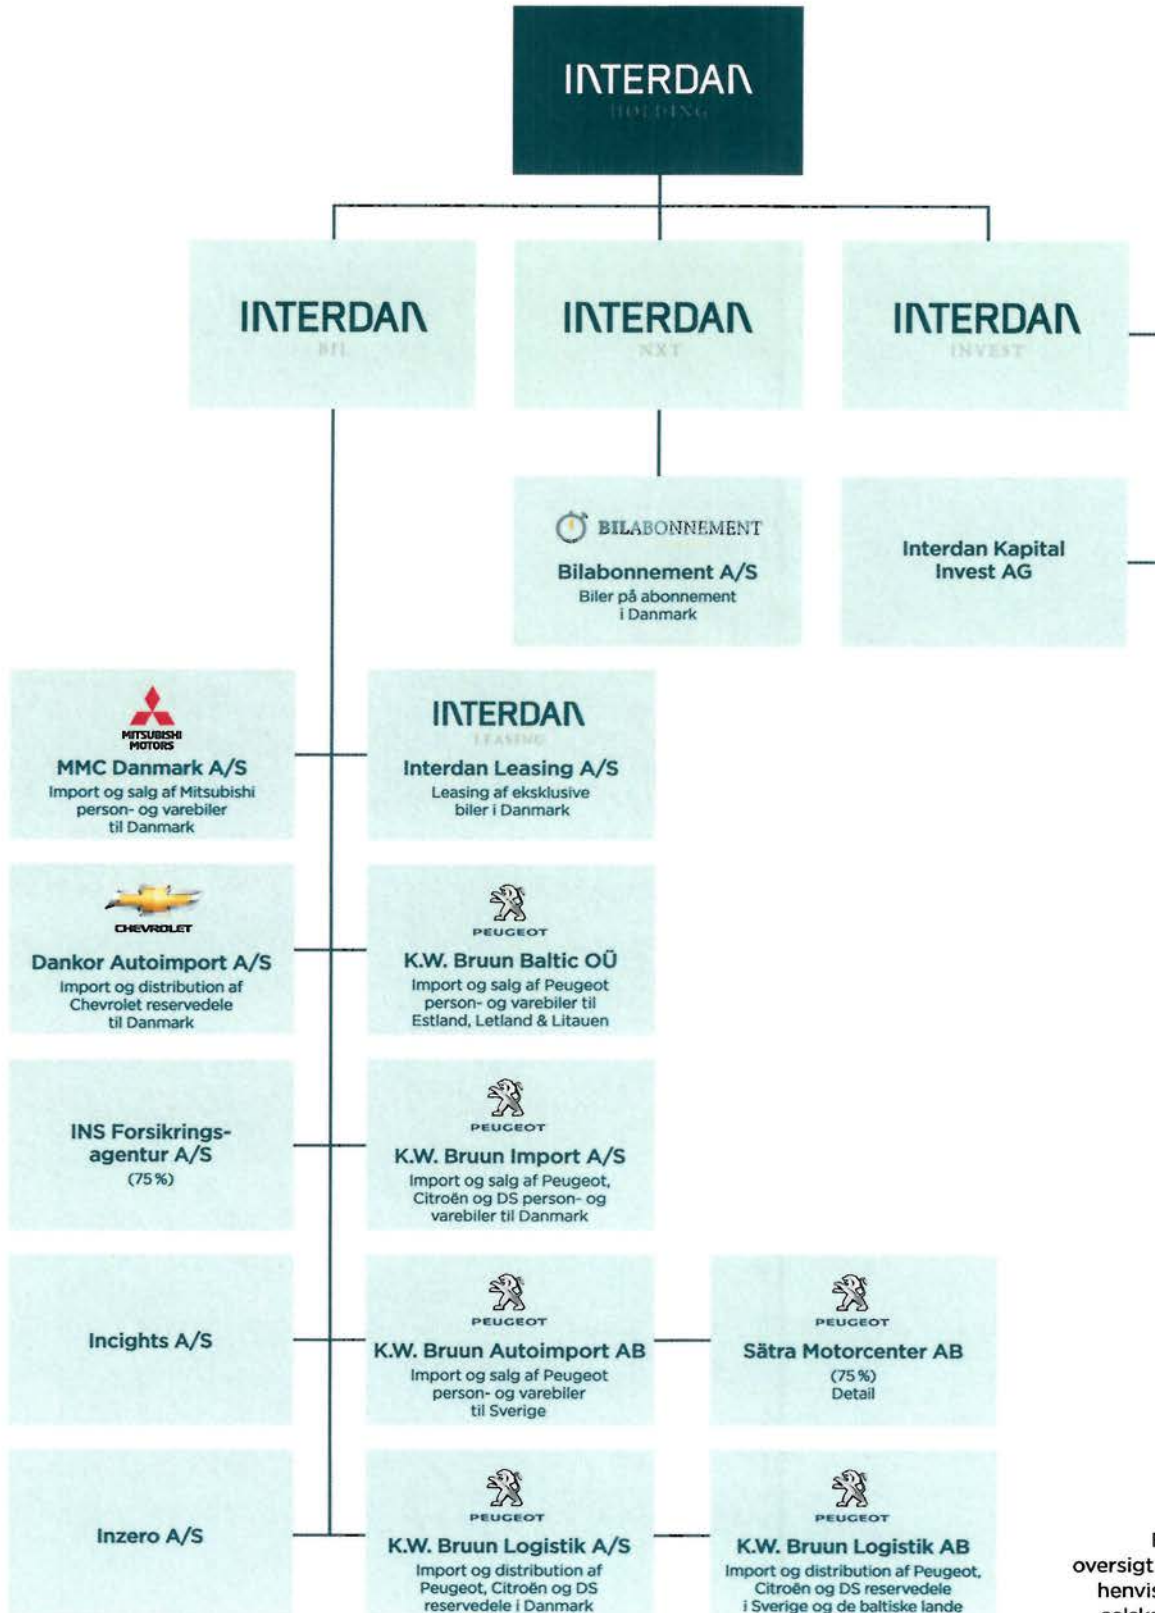 INTERDAN
HOLDING
INTERDAN
BIL
INTERDAN
NXT
INTERDAN
INVEST
BILABONNEMENT
Bilabonnement A/S
Biler på abonnement
i Danmark
Interdan Kapital
Invest AG
MITSUBISHI
MOTORS
MMC Danmark A/S
Import og salg af Mitsubishi
person- og varebiler
til Danmark
INTERDAN
LEASING
Interdan Leasing A/S
Leasing af eksklusive
biler i Danmark
CHEVROLET
Dankor Autoimport A/S
Import og distribution af
Chevrolet reservedele
til Danmark
PEUGEOT
K.W. Bruun Baltic OÜ
Import og salg af Peugeot
person- og varebiler til
Estland, Letland & Litauen
INS Forsikrings-
agentur A/S
(75%)
PEUGEOT
K.W. Bruun Import A/S
Import og salg af Peugeot,
Citroën og DS person- og
varebiler til Danmark
Incights A/S
PEUGEOT
K.W. Bruun Autoimport AB
Import og salg af Peugeot
person- og varebiler
til Sverige
PEUGEOT
Sätra Motorcenter AB
(75%)
Detail
Inzero A/S
PEUGEOT
K.W. Bruun Logistik A/S
Import og distribution af
Peugeot, Citroën og DS
reservedele i Danmark
PEUGEOT
K.W. Bruun Logistik AB
Import og distribution af Peugeot,
Citroën og DS reservedele
i Sverige og de baltiske lande
oversigt
henvis